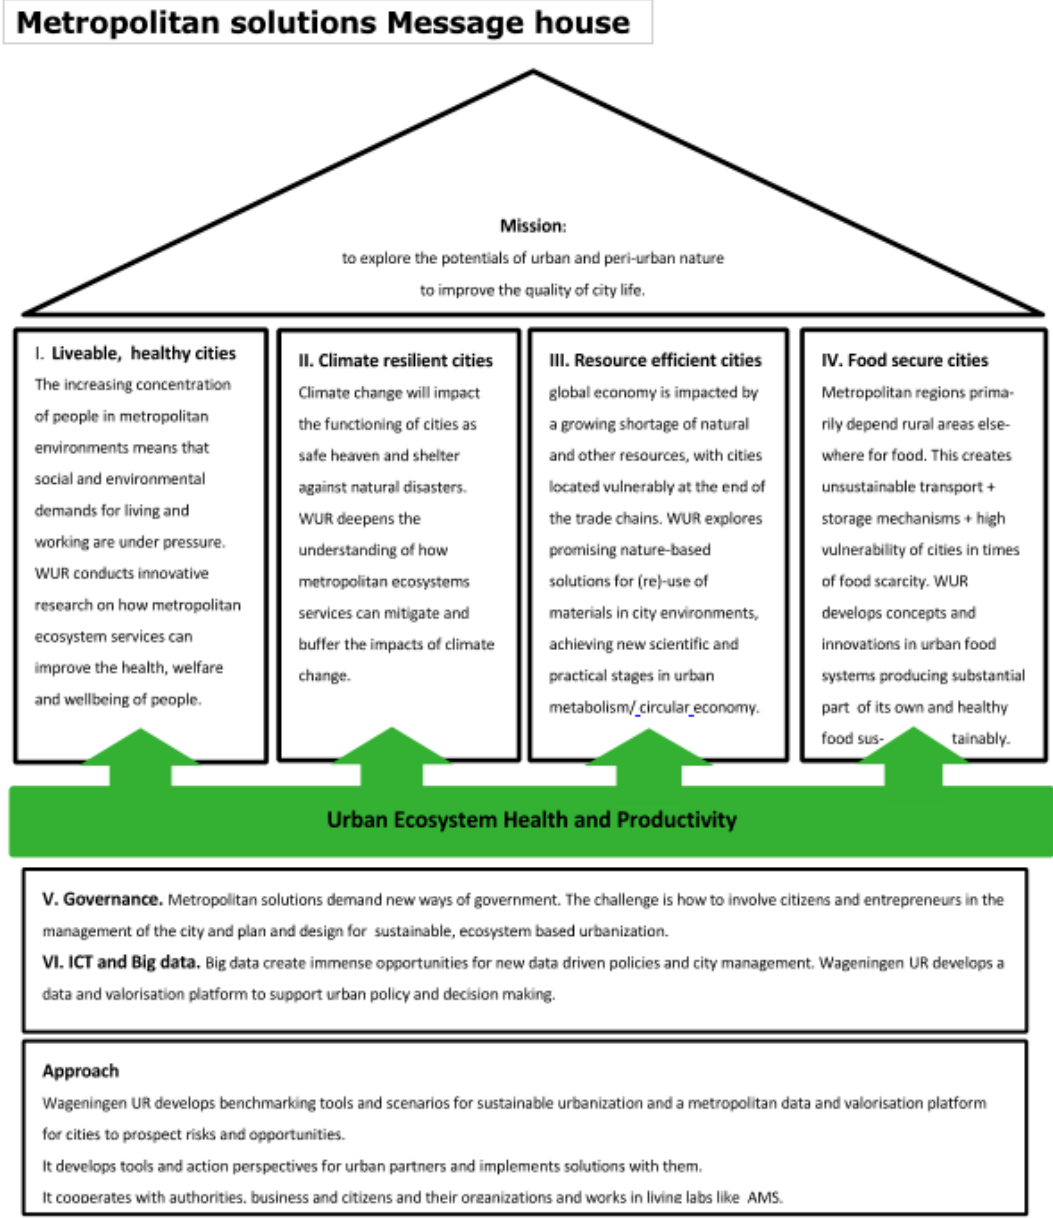 Metropolitan solutions Message house
Mission:
to explore the potentials of urban and peri-urban nature
to improve the quality of city life.
I. Liveable, healthy cities
The increasing concentration
of people in metropolitan
environments means that
social and environmental
demands for living and
working are under pressure.
WUR conducts innovative
research on how metropolitan
ecosystem services can
improve the health, welfare
and wellbeing of people.
II. Climate resilient cities
Climate change will impact
the functioning of cities as
safe heaven and shelter
against natural disasters.
WUR deepens the
understanding of how
metropolitan ecosystems
services can mitigate and
buffer the impacts of climate
change.
III. Resource efficient cities
global economy is impacted by
a growing shortage of natural
and other resources, with cities
located vulnerably at the end of
the trade chains. WUR explores
promising nature-based
solutions for (re)-use of
materials in city environments,
achieving new scientific and
practical stages in urban
metabolism/ circular economy.
IV. Food secure cities
Metropolitan regions prima-
rily depend rural areas else-
where for food. This creates
unsustainable transport +
storage mechanisms + high
vulnerability of cities in times
of food scarcity. WUR
develops concepts and
innovations in urban food
systems producing substantial
part of its own and healthy
food sus- tainably.
Urban Ecosystem Health and Productivity
V. Governance. Metropolitan solutions demand new ways of government. The challenge is how to involve citizens and entrepreneurs in the
management of the city and plan and design for sustainable, ecosystem based urbanization.
VI. ICT and Big data. Big data create immense opportunities for new data driven policies and city management. Wageningen UR develops a
data and valorisation platform to support urban policy and decision making.
Approach
Wageningen UR develops benchmarking tools and scenarios for sustainable urbanization and a metropolitan data and valorisation platform
for cities to prospect risks and opportunities.
It develops tools and action perspectives for urban partners and implements solutions with them.
It cooperates with authorities, business and citizens and their organizations and works in living labs like AMS.